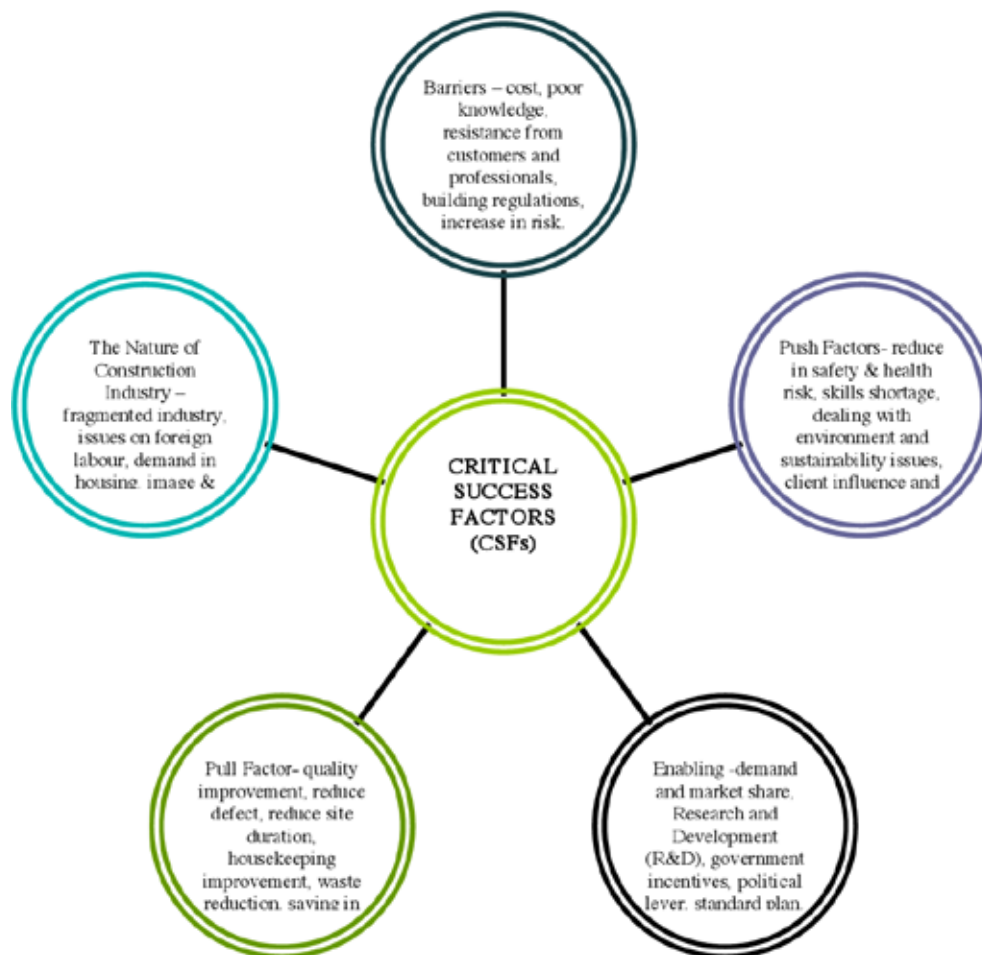 Barriers – cost, poor
knowledge,
resistance from
customers and
professionals,
building regulations,
increase in risk.
The Nature of
Construction
Industry –
fragmented industry,
issues on foreign
labour, demand in
housing, image &
Push Factors- reduce
in safety & health
risk, skills shortage,
dealing with
environment and
sustainability issues,
client influence and
CRITICAL
SUCCESS
FACTORS
(CSFs)
Pull Factor- quality
improvement, reduce
defect, reduce site
duration,
housekeeping
improvement, waste
reduction, saving in
Enabling -demand
and market share,
Research and
Development
(R&D), government
incentives, political
lever, standard plan,